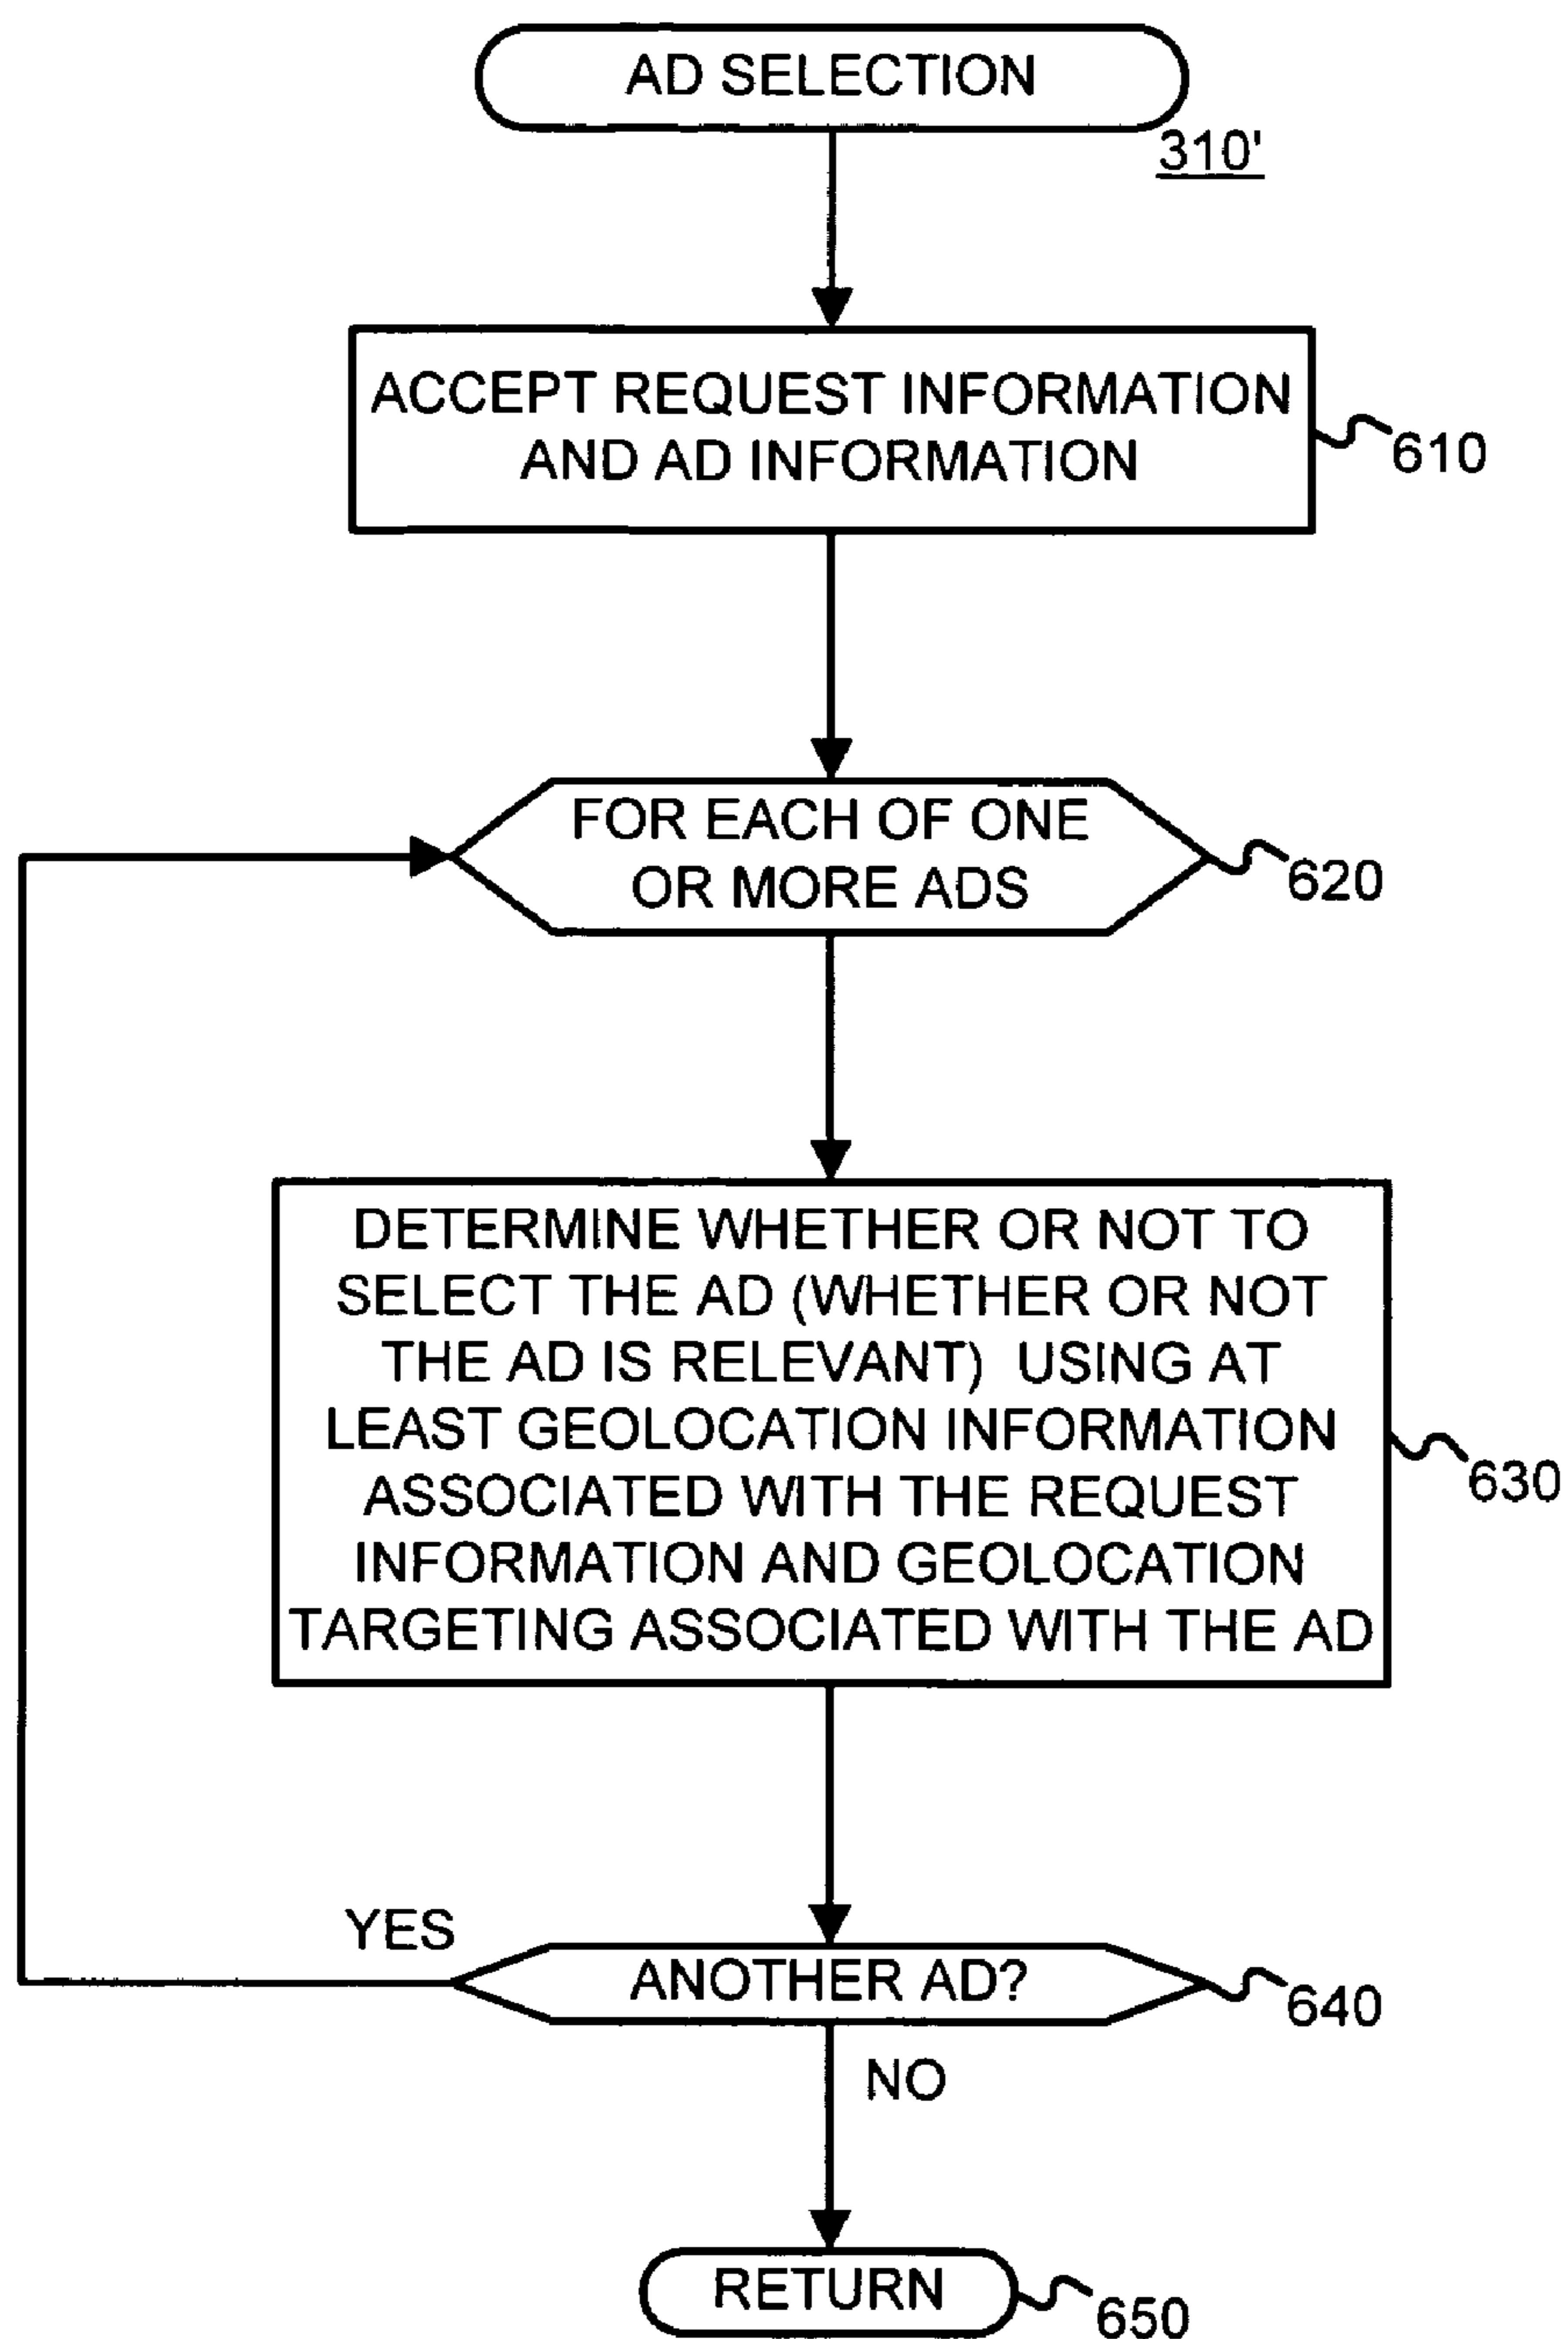 AD SELECTION
310'
ACCEPT REQUEST INFORMATION
AND AD INFORMATION
610
FOR EACH OF ONE
OR MORE ADS
620
DETERMINE WHETHER OR NOT TO
SELECT THE AD (WHETHER OR NOT
THE AD IS RELEVANT) USING AT
LEAST GEOLOCATION INFORMATION
ASSOCIATED WITH THE REQUEST
INFORMATION AND GEOLOCATION
TARGETING ASSOCIATED WITH THE AD
630
YES
ANOTHER AD?
640
NO
RETURN
650